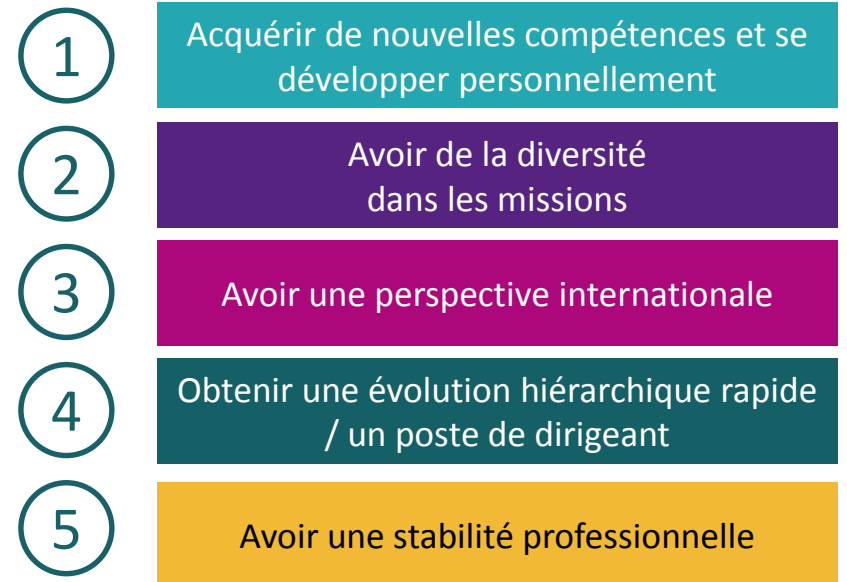 1
Acquérir de nouvelles compétences et se
développer personnellement
2
Avoir de la diversité
dans les missions
3
Avoir une perspective internationale
4
Obtenir une évolution hiérarchique rapide
/ un poste de dirigeant
5
Avoir une stabilité professionnelle